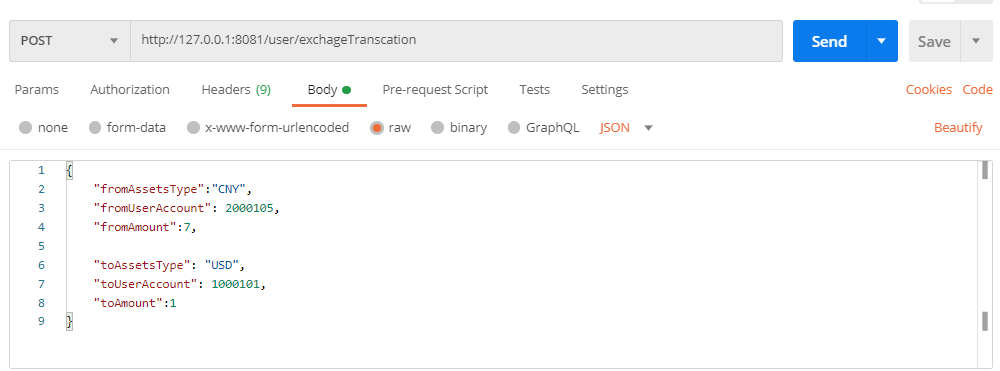 POST http://127.0.0.1:8081/user/exchageTranscation Send Save
Params Authorization Headers (9) Body Pre-request Script Tests Settings Cookies Code
none form-data x-www-form-urlencoded raw binary GraphQL JSON Beautify
1 {
2 "fromAssetsType":"CNY",
3 "fromUserAccount": 2000105,
4 "fromAmount":7,
5
6 "toAssetsType": "USD",
7 "toUserAccount": 1000101,
8 "toAmount":1
9 }